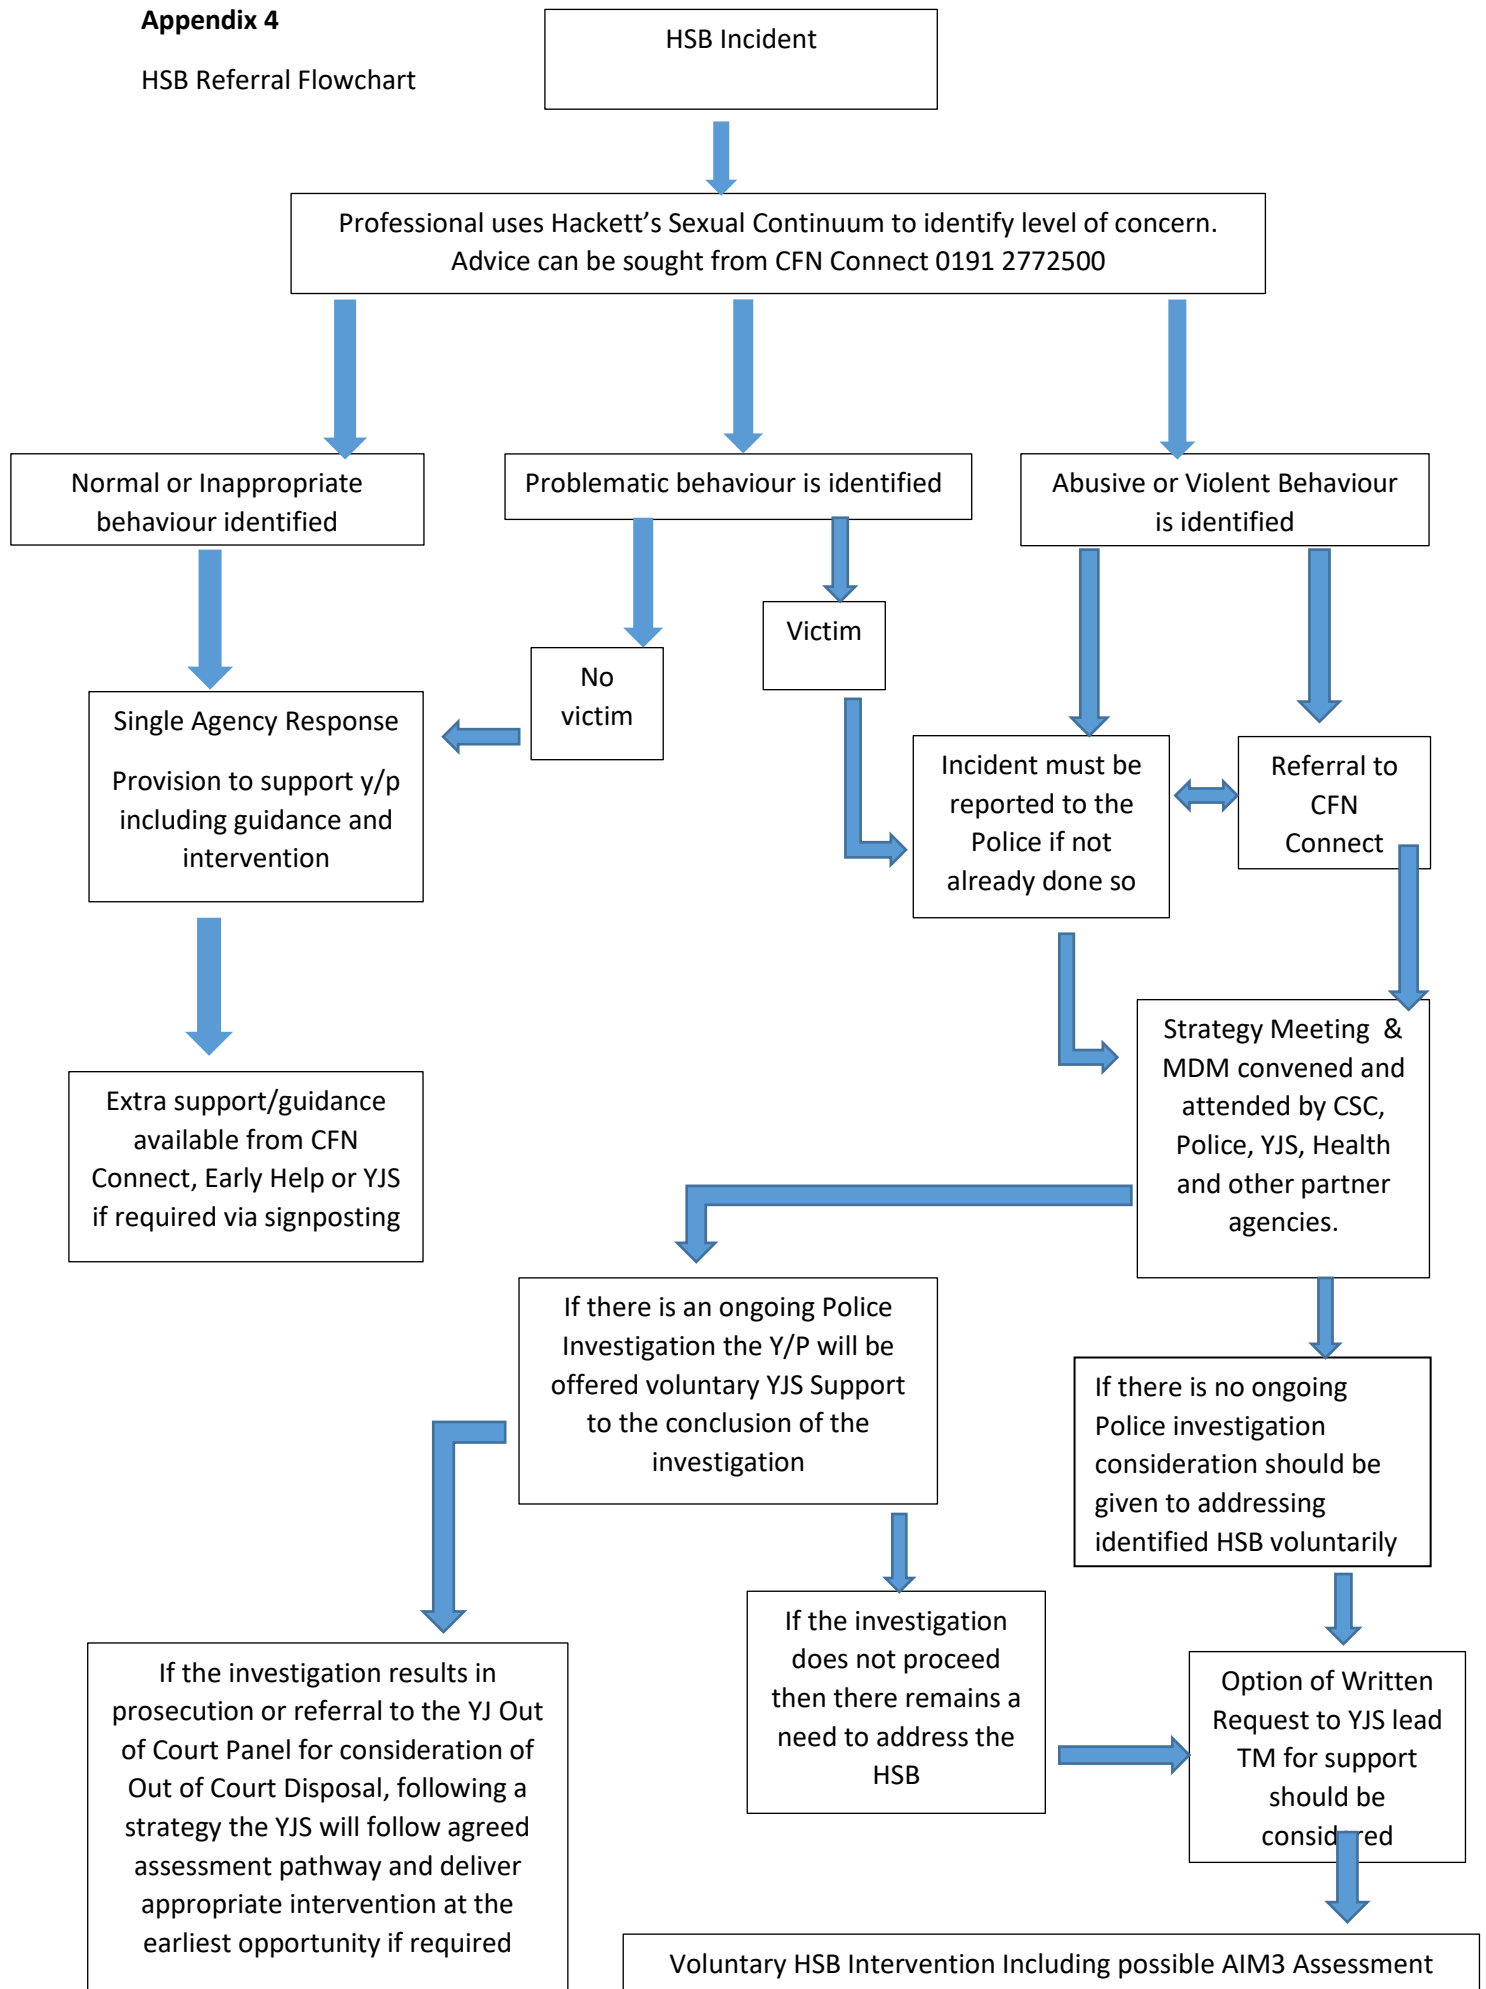 Appendix 4
HSB Referral Flowchart
HSB Incident
Professional uses Hackett’s Sexual Continuum to identify level of concern.
Advice can be sought from CFN Connect 0191 2772500
Normal or Inappropriate
behaviour identified
Problematic behaviour is identified
Abusive or Violent Behaviour
is identified
Victim
No
victim
Single Agency Response
Provision to support y/p
including guidance and
intervention
Incident must be
reported to the
Police if not
already done so
Referral to
CFN
Connect
Extra support/guidance
available from CFN
Connect, Early Help or YJS
if required via signposting
Strategy Meeting &
MDM convened and
attended by CSC,
Police, YJS, Health
and other partner
agencies.
If there is an ongoing Police
Investigation the Y/P will be
offered voluntary YJS Support
to the conclusion of the
investigation
If there is no ongoing
Police investigation
consideration should be
given to addressing
identified HSB voluntarily
If the investigation
does not proceed
then there remains a
need to address the
HSB
Option of Written
Request to YJS lead
TM for support
should be
considered
If the investigation results in
prosecution or referral to the YJ Out
of Court Panel for consideration of
Out of Court Disposal, following a
strategy the YJS will follow agreed
assessment pathway and deliver
appropriate intervention at the
earliest opportunity if required
Voluntary HSB Intervention Including possible AIM3 Assessment